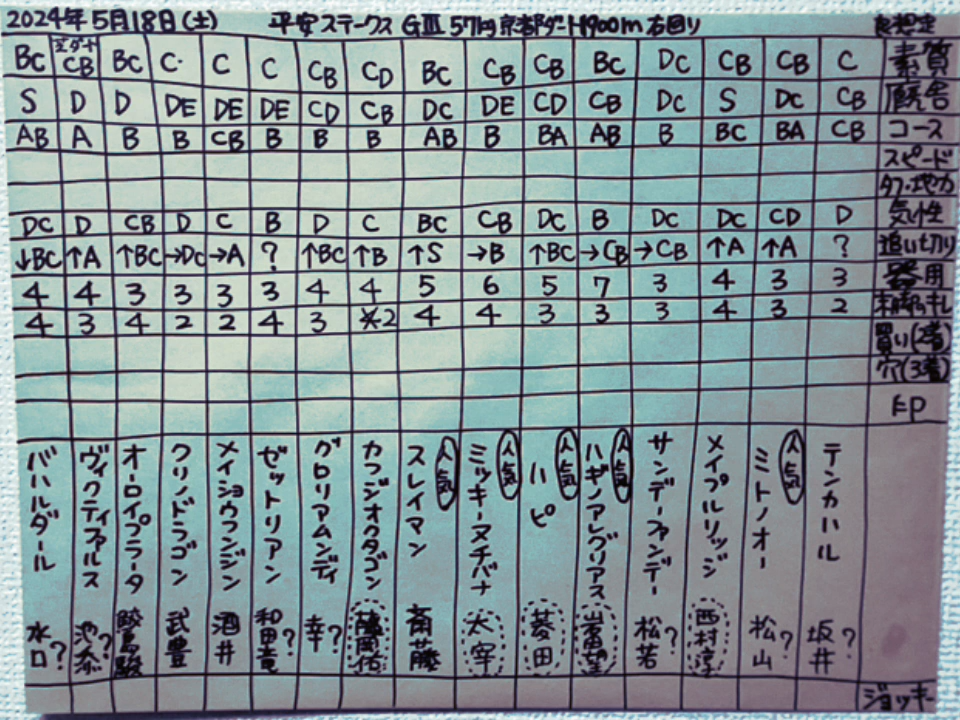 2024年5月18日(土) 平安ステークス GⅢ 57kg 京都ダート1900m 右回り 良想定
BC 芝ダートCB BC C C C CB CD BC CB CB BC DC CB CB C 素質
S D D DE DE DE CD CB DC DE CD CB DC S DC CB 厩舎
AB A B B CB B B B AB B BA AB B BC BA CB コース
スピード
タフ・地力
DC D CB D C B D C BC CB DC B DC DC CD D 気性
↓BC ↑A ↑BC →DC →A ? ↑BC ↑B ↑S →B ↑BC →CB →CB ↑A ↑A ? 追い切り
4 4 3 3 3 3 4 4 5 6 5 7 3 4 3 3 器用
4 3 4 2 2 4 3 2 4 4 3 3 3 4 3 2 末脚のキレ
買い(2着)
穴(3着)
印
バハルダール ヴィクティファルス オーロイプラータ クリノドラゴン メイショウフンジン ゼットリアン グロリアムンディ カフジオクタゴン スレイマン 人気 ミッキーヌチバナ 人気 ハピ 人気 ハギノアレグリアス 人気 サンデーファンデー メイプルリッジ ミトノオー 人気 テンカハル
水口? 池添? 鮫島駿 武豊 酒井 和田竜? 幸? 藤岡佑 斎藤 太宰 菱田 岩田望 松若? 西村淳 松山? 坂井?
ジョッキー